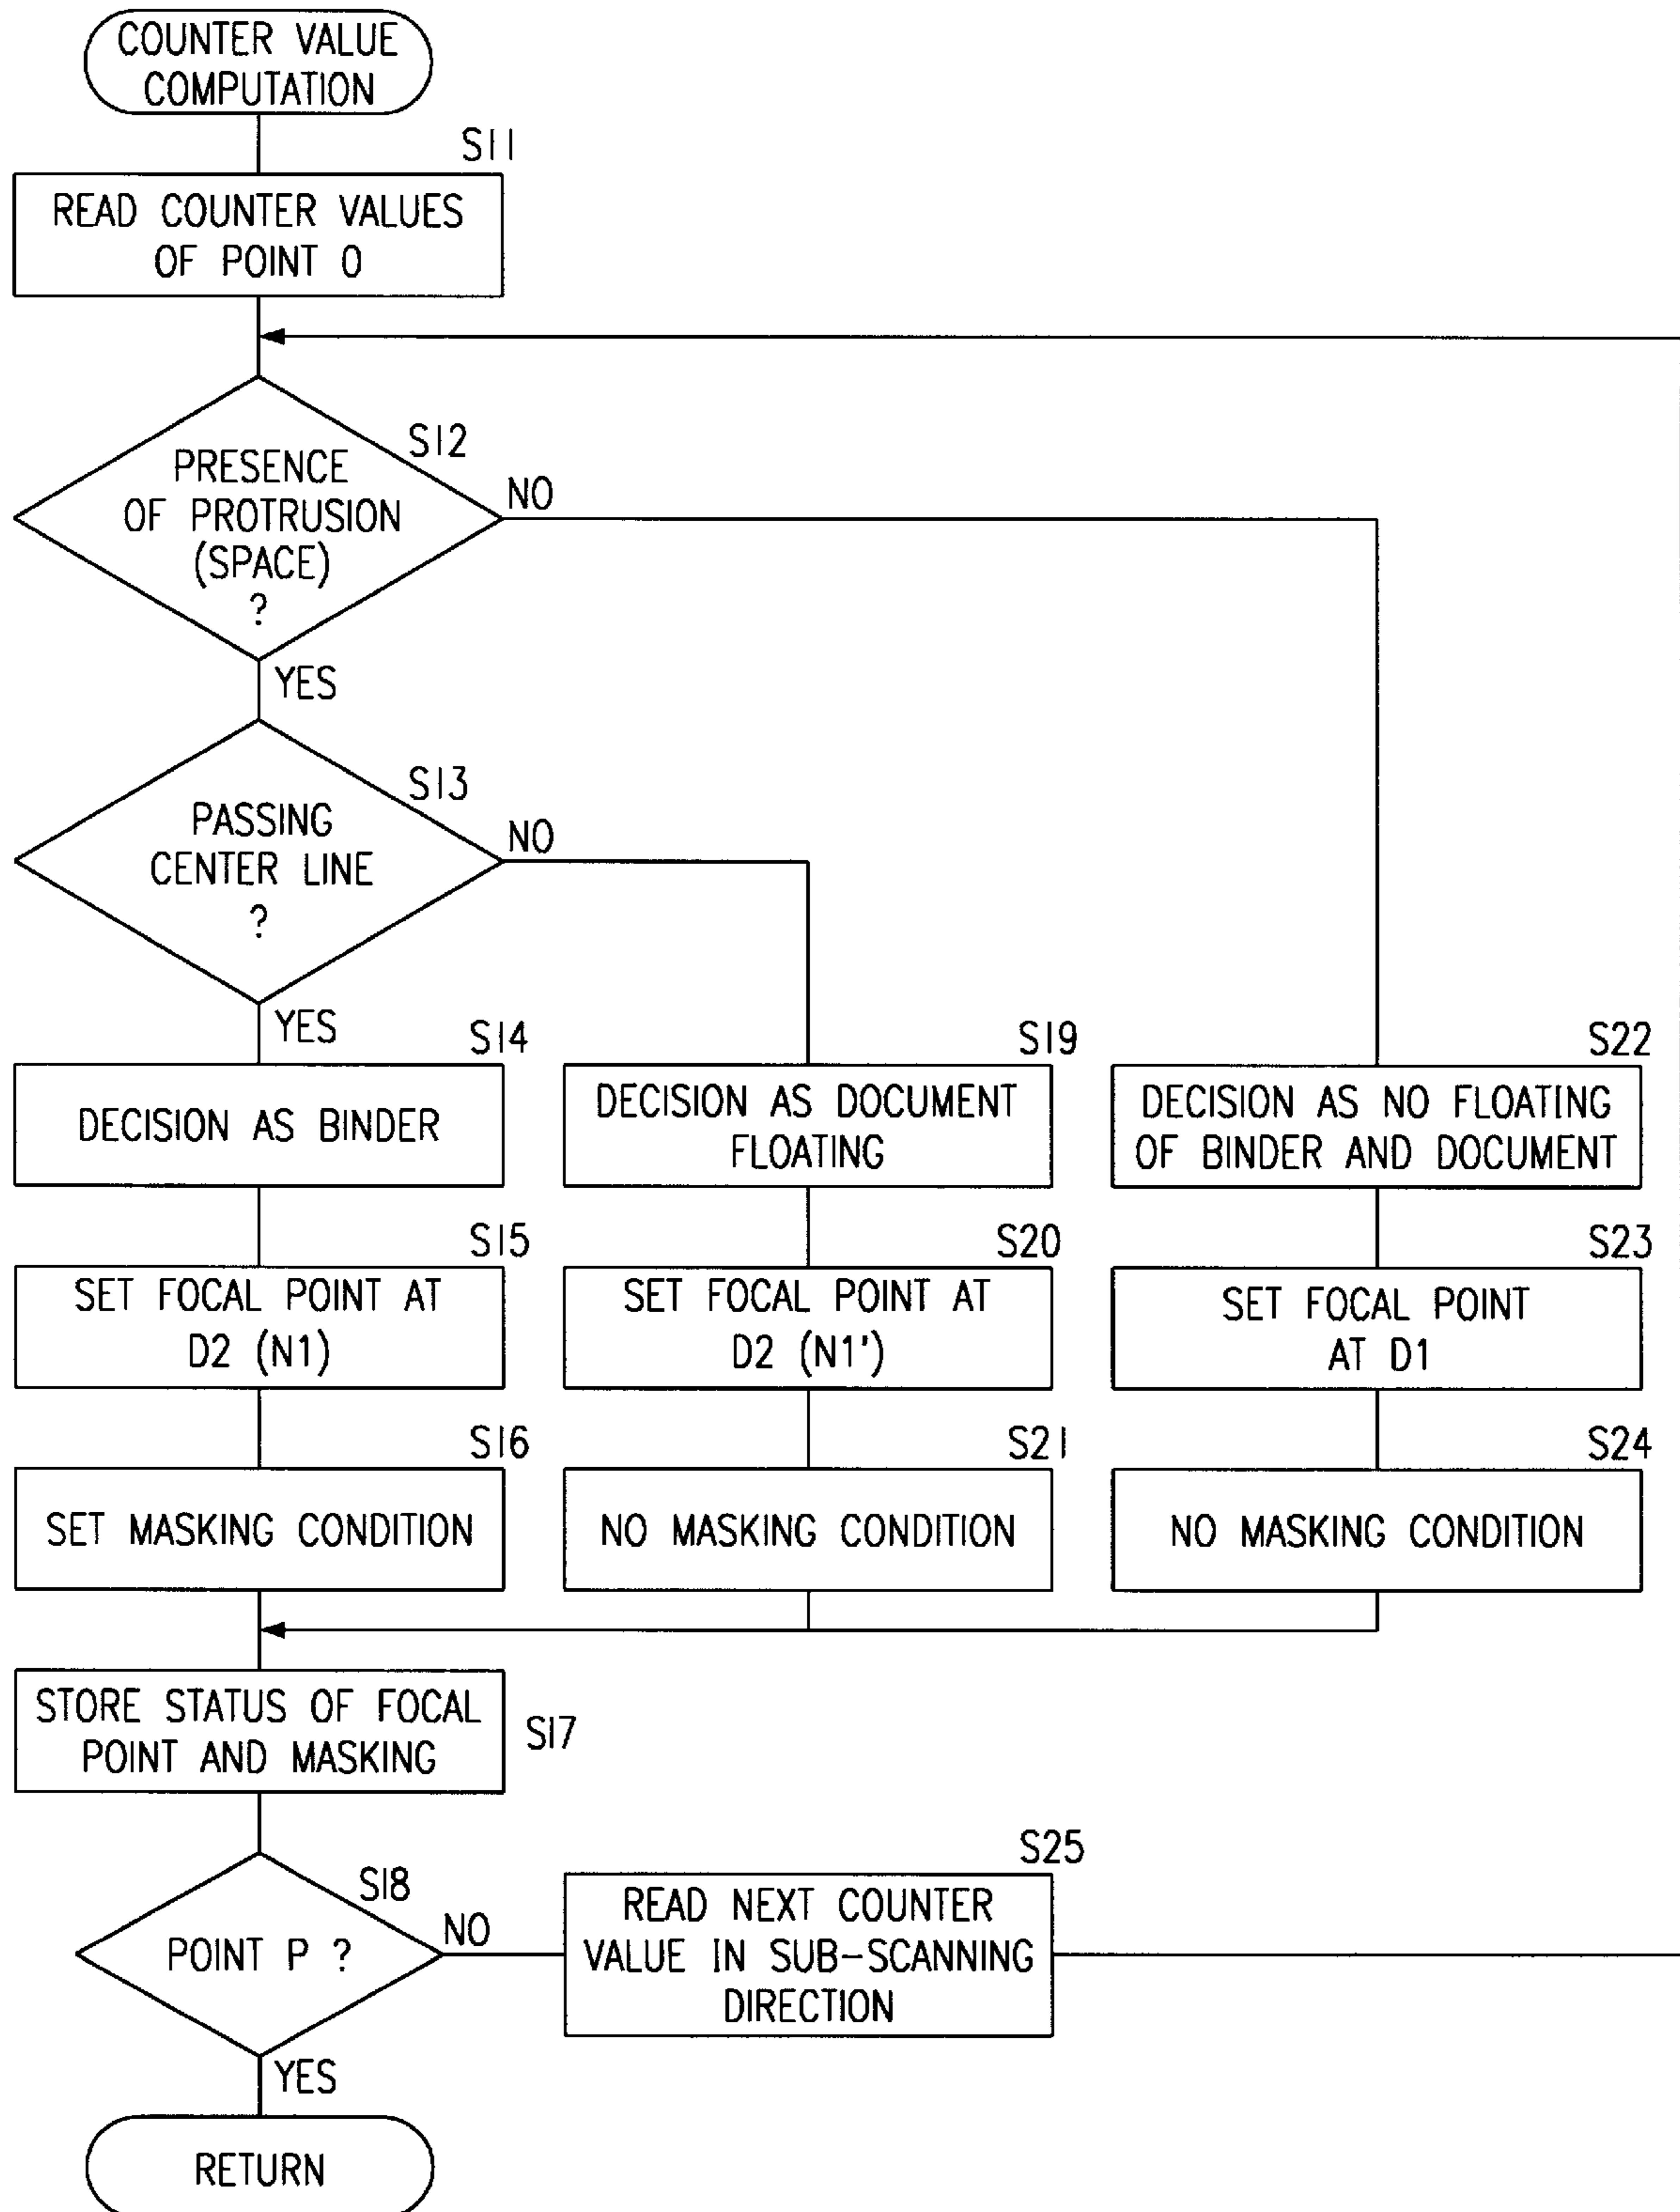 COUNTER VALUE
COMPUTATION
S11
READ COUNTER VALUES
OF POINT 0
S12
PRESENCE
OF PROTRUSION
(SPACE)
?
NO
YES
S13
PASSING
CENTER LINE
?
NO
YES
S14
DECISION AS BINDER
S19
DECISION AS DOCUMENT
FLOATING
S22
DECISION AS NO FLOATING
OF BINDER AND DOCUMENT
S15
SET FOCAL POINT AT
D2 (N1)
S20
SET FOCAL POINT AT
D2 (N1')
S23
SET FOCAL POINT
AT D1
S16
SET MASKING CONDITION
S21
NO MASKING CONDITION
S24
NO MASKING CONDITION
STORE STATUS OF FOCAL
POINT AND MASKING
S17
S18
POINT P ?
NO
YES
S25
READ NEXT COUNTER
VALUE IN SUB-SCANNING
DIRECTION
RETURN